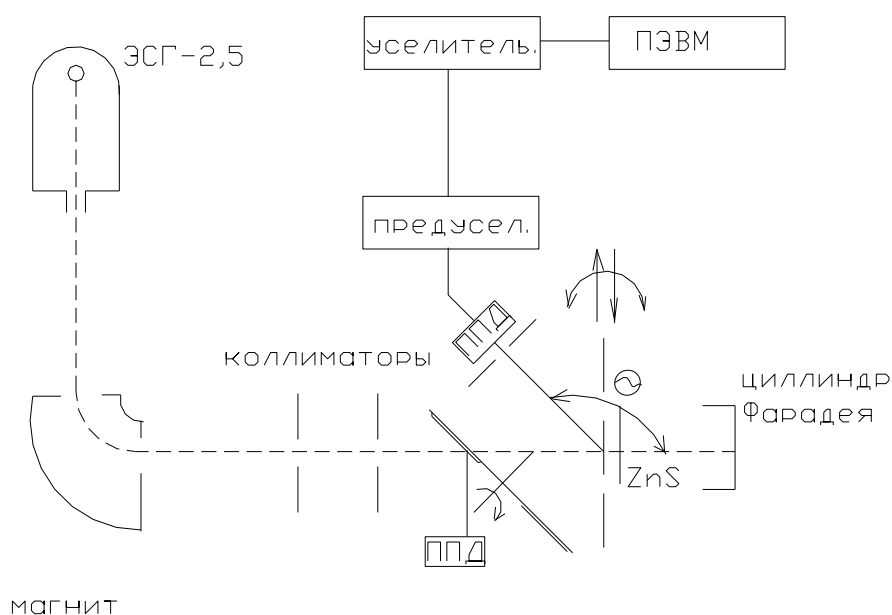 ЭСГ-2,5
уселитель.
ПЭВМ
предусел.
ППД
коллиматоры
циллиндр
Фарадея
ZnS
ППД
магнит